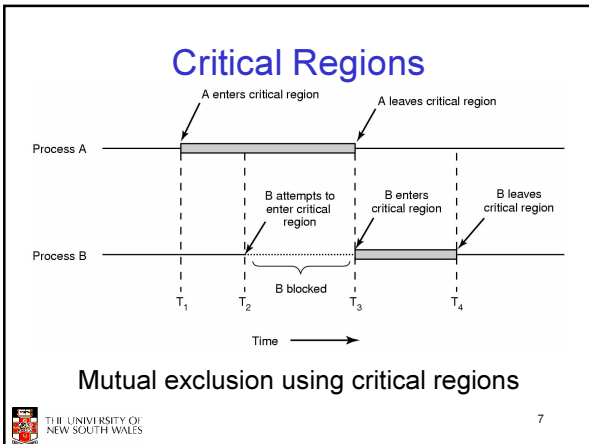 Critical Regions
A enters critical region
A leaves critical region
Process A
B attempts to
enter critical
region
B enters
critical region
B leaves
critical region
Process B
B blocked
T1
T2
T3
T4
Time
Mutual exclusion using critical regions
THE UNIVERSITY OF
NEW SOUTH WALES
7